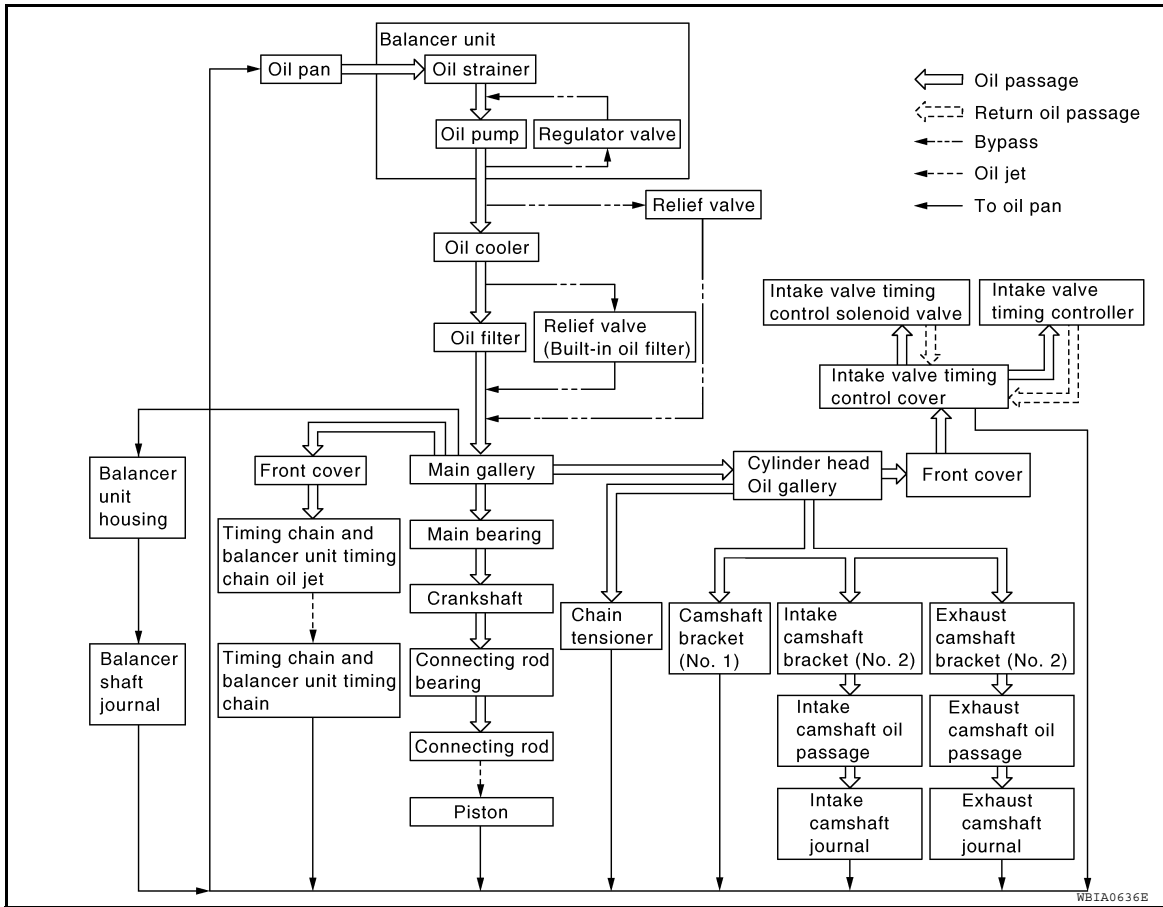 Balancer unit
Oil pan
Oil strainer
Oil pump
Regulator valve
Oil passage
Return oil passage
Bypass
Oil jet
To oil pan
Relief valve
Oil cooler
Oil filter
Relief valve
(Built-in oil filter)
Intake valve timing
control solenoid valve
Intake valve
timing controller
Intake valve timing
control cover
Balancer
unit
housing
Front cover
Main gallery
Cylinder head
Oil gallery
Front cover
Timing chain and
balancer unit timing
chain oil jet
Main bearing
Crankshaft
Chain
tensioner
Camshaft
bracket
(No. 1)
Intake
camshaft
bracket (No. 2)
Exhaust
camshaft
bracket (No. 2)
Balancer
shaft
journal
Timing chain and
balancer unit timing
chain
Connecting rod
bearing
Intake
camshaft oil
passage
Exhaust
camshaft oil
passage
Connecting rod
Piston
Intake
camshaft
journal
Exhaust
camshaft
journal
WBIA0636E